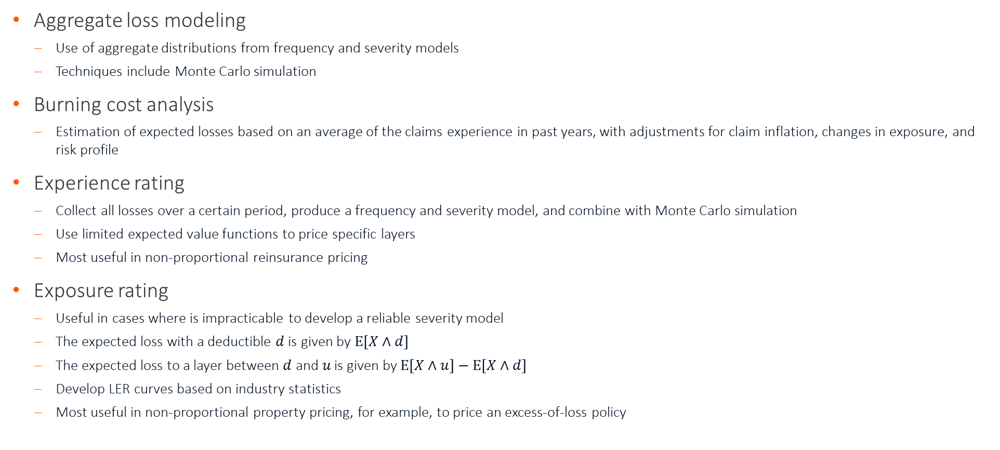 • Aggregate loss modeling
– Use of aggregate distributions from frequency and severity models
– Techniques include Monte Carlo simulation
• Burning cost analysis
– Estimation of expected losses based on an average of the claims experience in past years, with adjustments for claim inflation, changes in exposure, and
risk profile
• Experience rating
– Collect all losses over a certain period, produce a frequency and severity model, and combine with Monte Carlo simulation
– Use limited expected value functions to price specific layers
– Most useful in non-proportional reinsurance pricing
• Exposure rating
– Useful in cases where is impracticable to develop a reliable severity model
– The expected loss with a deductible d is given by E[X ∧ d]
– The expected loss to a layer between d and u is given by E[X ∧ u] − E[X ∧ d]
– Develop LER curves based on industry statistics
– Most useful in non-proportional property pricing, for example, to price an excess-of-loss policy